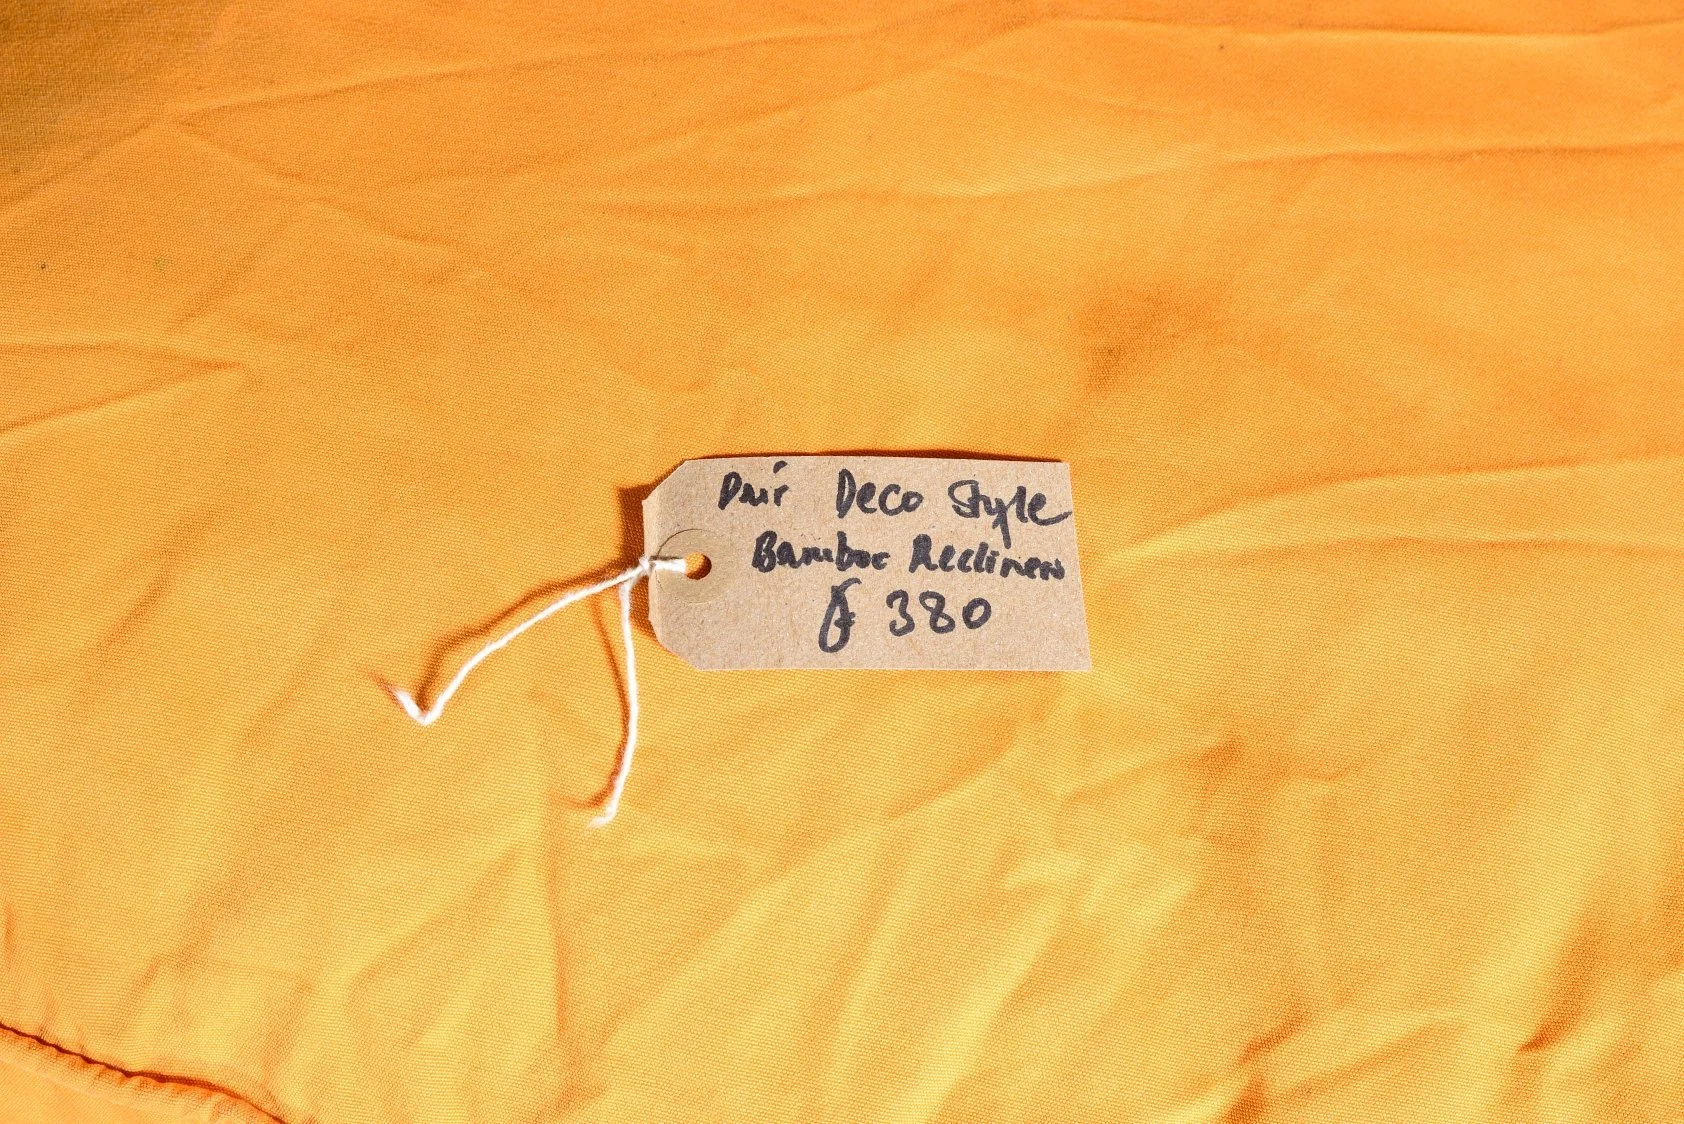 Pair Deco Style
Bamboo Recliners
£ 380